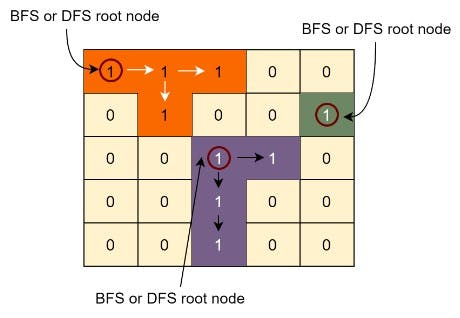 BFS or DFS root node
BFS or DFS root node
1 1 1 0 0
0 1 0 0 1
0 0 1 1 0
0 0 1 0 0
0 0 1 0 0
BFS or DFS root node